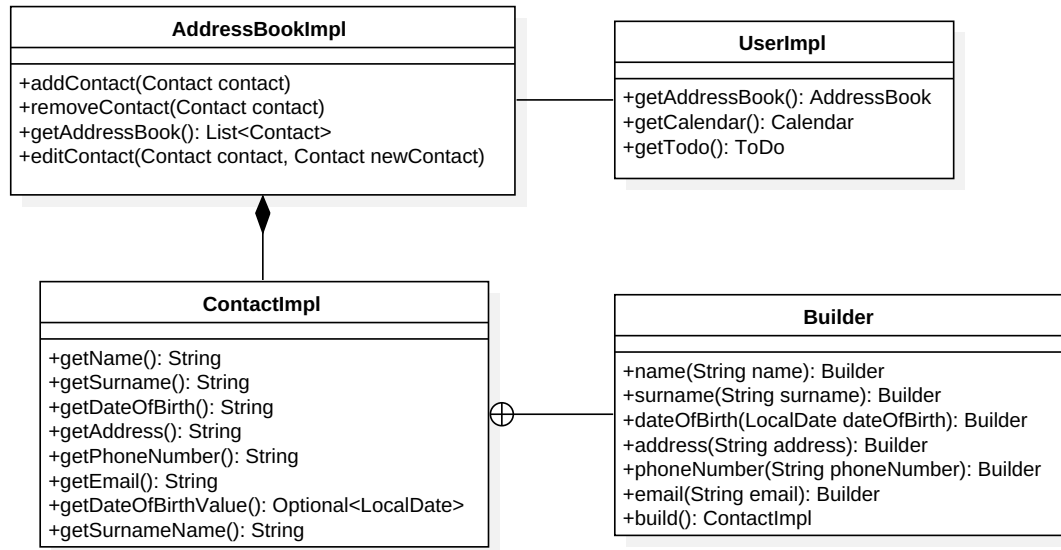 AddressBookImpl
+addContact(Contact contact)
+removeContact(Contact contact)
+getAddressBook(): List<Contact>
+editContact(Contact contact, Contact newContact)
UserImpl
+getAddressBook(): AddressBook
+getCalendar(): Calendar
+getTodo(): ToDo
ContactImpl
+getName(): String
+getSurname(): String
+getDateOfBirth(): String
+getAddress(): String
+getPhoneNumber(): String
+getEmail(): String
+getDateOfBirthValue(): Optional<LocalDate>
+getSurnameName(): String
Builder
+name(String name): Builder
+surname(String surname): Builder
+dateOfBirth(LocalDate dateOfBirth): Builder
+address(String address): Builder
+phoneNumber(String phoneNumber): Builder
+email(String email): Builder
+build(): ContactImpl